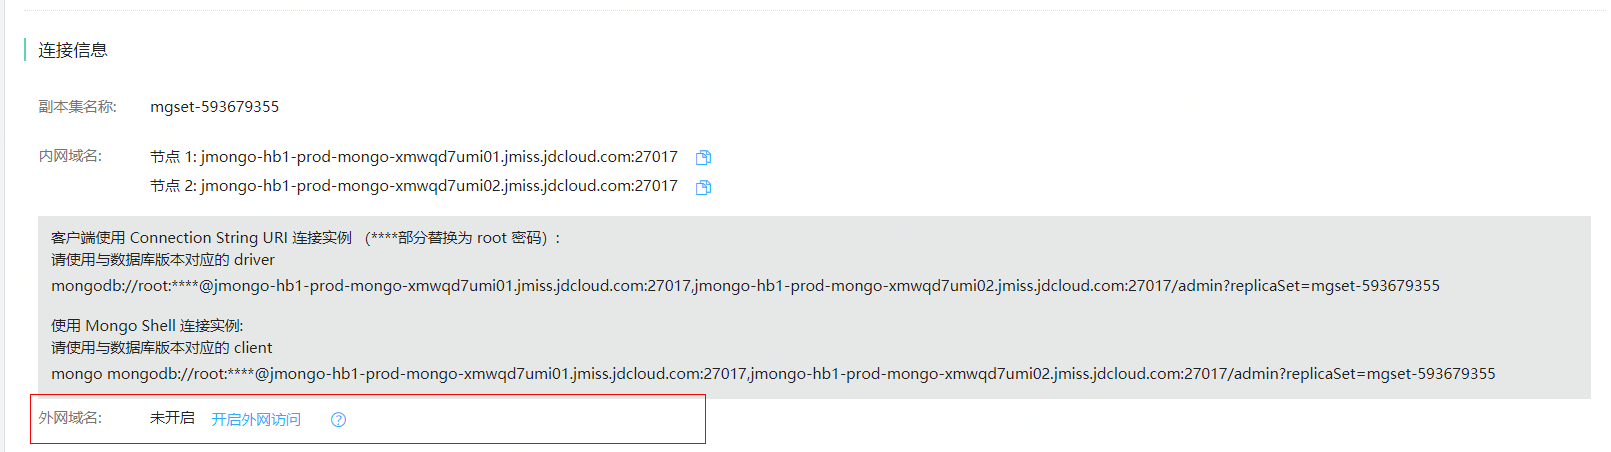 连接信息
副本集名称: mgset-593679355
内网域名: 节点 1: jmongo-hb1-prod-mongo-xmwqd7umi01.jmiss.jdcloud.com:27017
节点 2: jmongo-hb1-prod-mongo-xmwqd7umi02.jmiss.jdcloud.com:27017
客户端使用 Connection String URI 连接实例 (****部分替换为 root 密码) :
请使用与数据库版本对应的 driver
mongodb://root:****@jmongo-hb1-prod-mongo-xmwqd7umi01.jmiss.jdcloud.com:27017,jmongo-hb1-prod-mongo-xmwqd7umi02.jmiss.jdcloud.com:27017/admin?replicaSet=mgset-593679355
使用 Mongo Shell 连接实例:
请使用与数据库版本对应的 client
mongo mongodb://root:****@jmongo-hb1-prod-mongo-xmwqd7umi01.jmiss.jdcloud.com:27017,jmongo-hb1-prod-mongo-xmwqd7umi02.jmiss.jdcloud.com:27017/admin?replicaSet=mgset-593679355
外网域名: 未开启 开启外网访问 ?